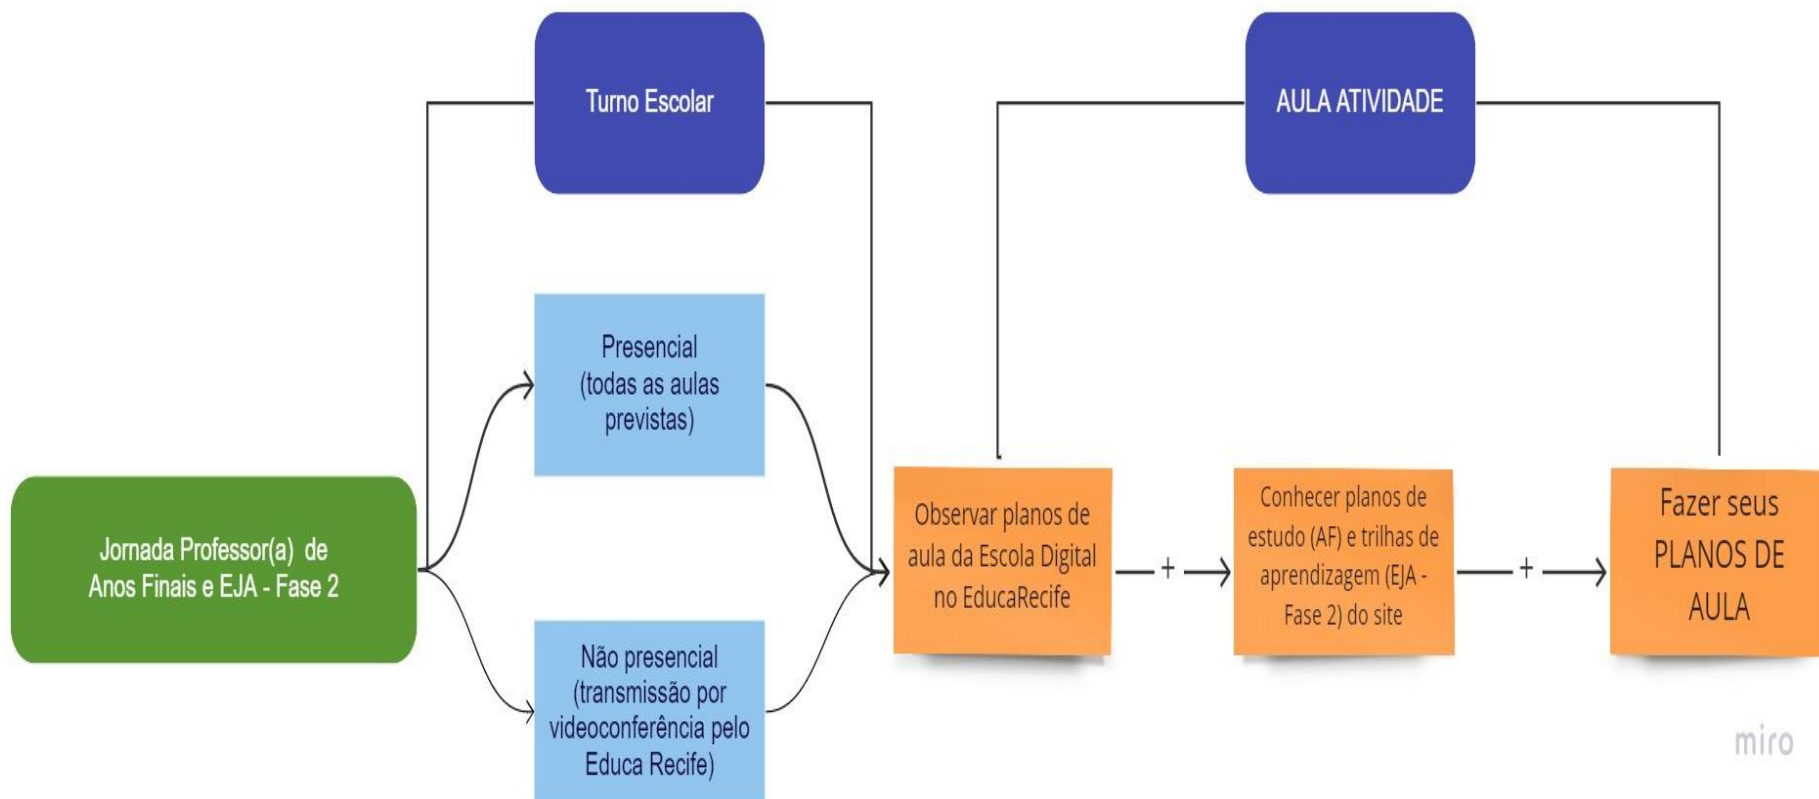 Turno Escolar
AULA ATIVIDADE
Presencial
(todas as aulas
previstas)
Jornada Professor(a) de
Anos Finais e EJA - Fase 2
Não presencial
(transmissão por
videoconferência pelo
Educa Recife)
Observar planos de
aula da Escola Digital
no EducaRecife
+
Conhecer planos de
estudo (AF) e trilhas de
aprendizagem (EJA -
Fase 2) do site
+
Fazer seus
PLANOS DE
AULA
miro